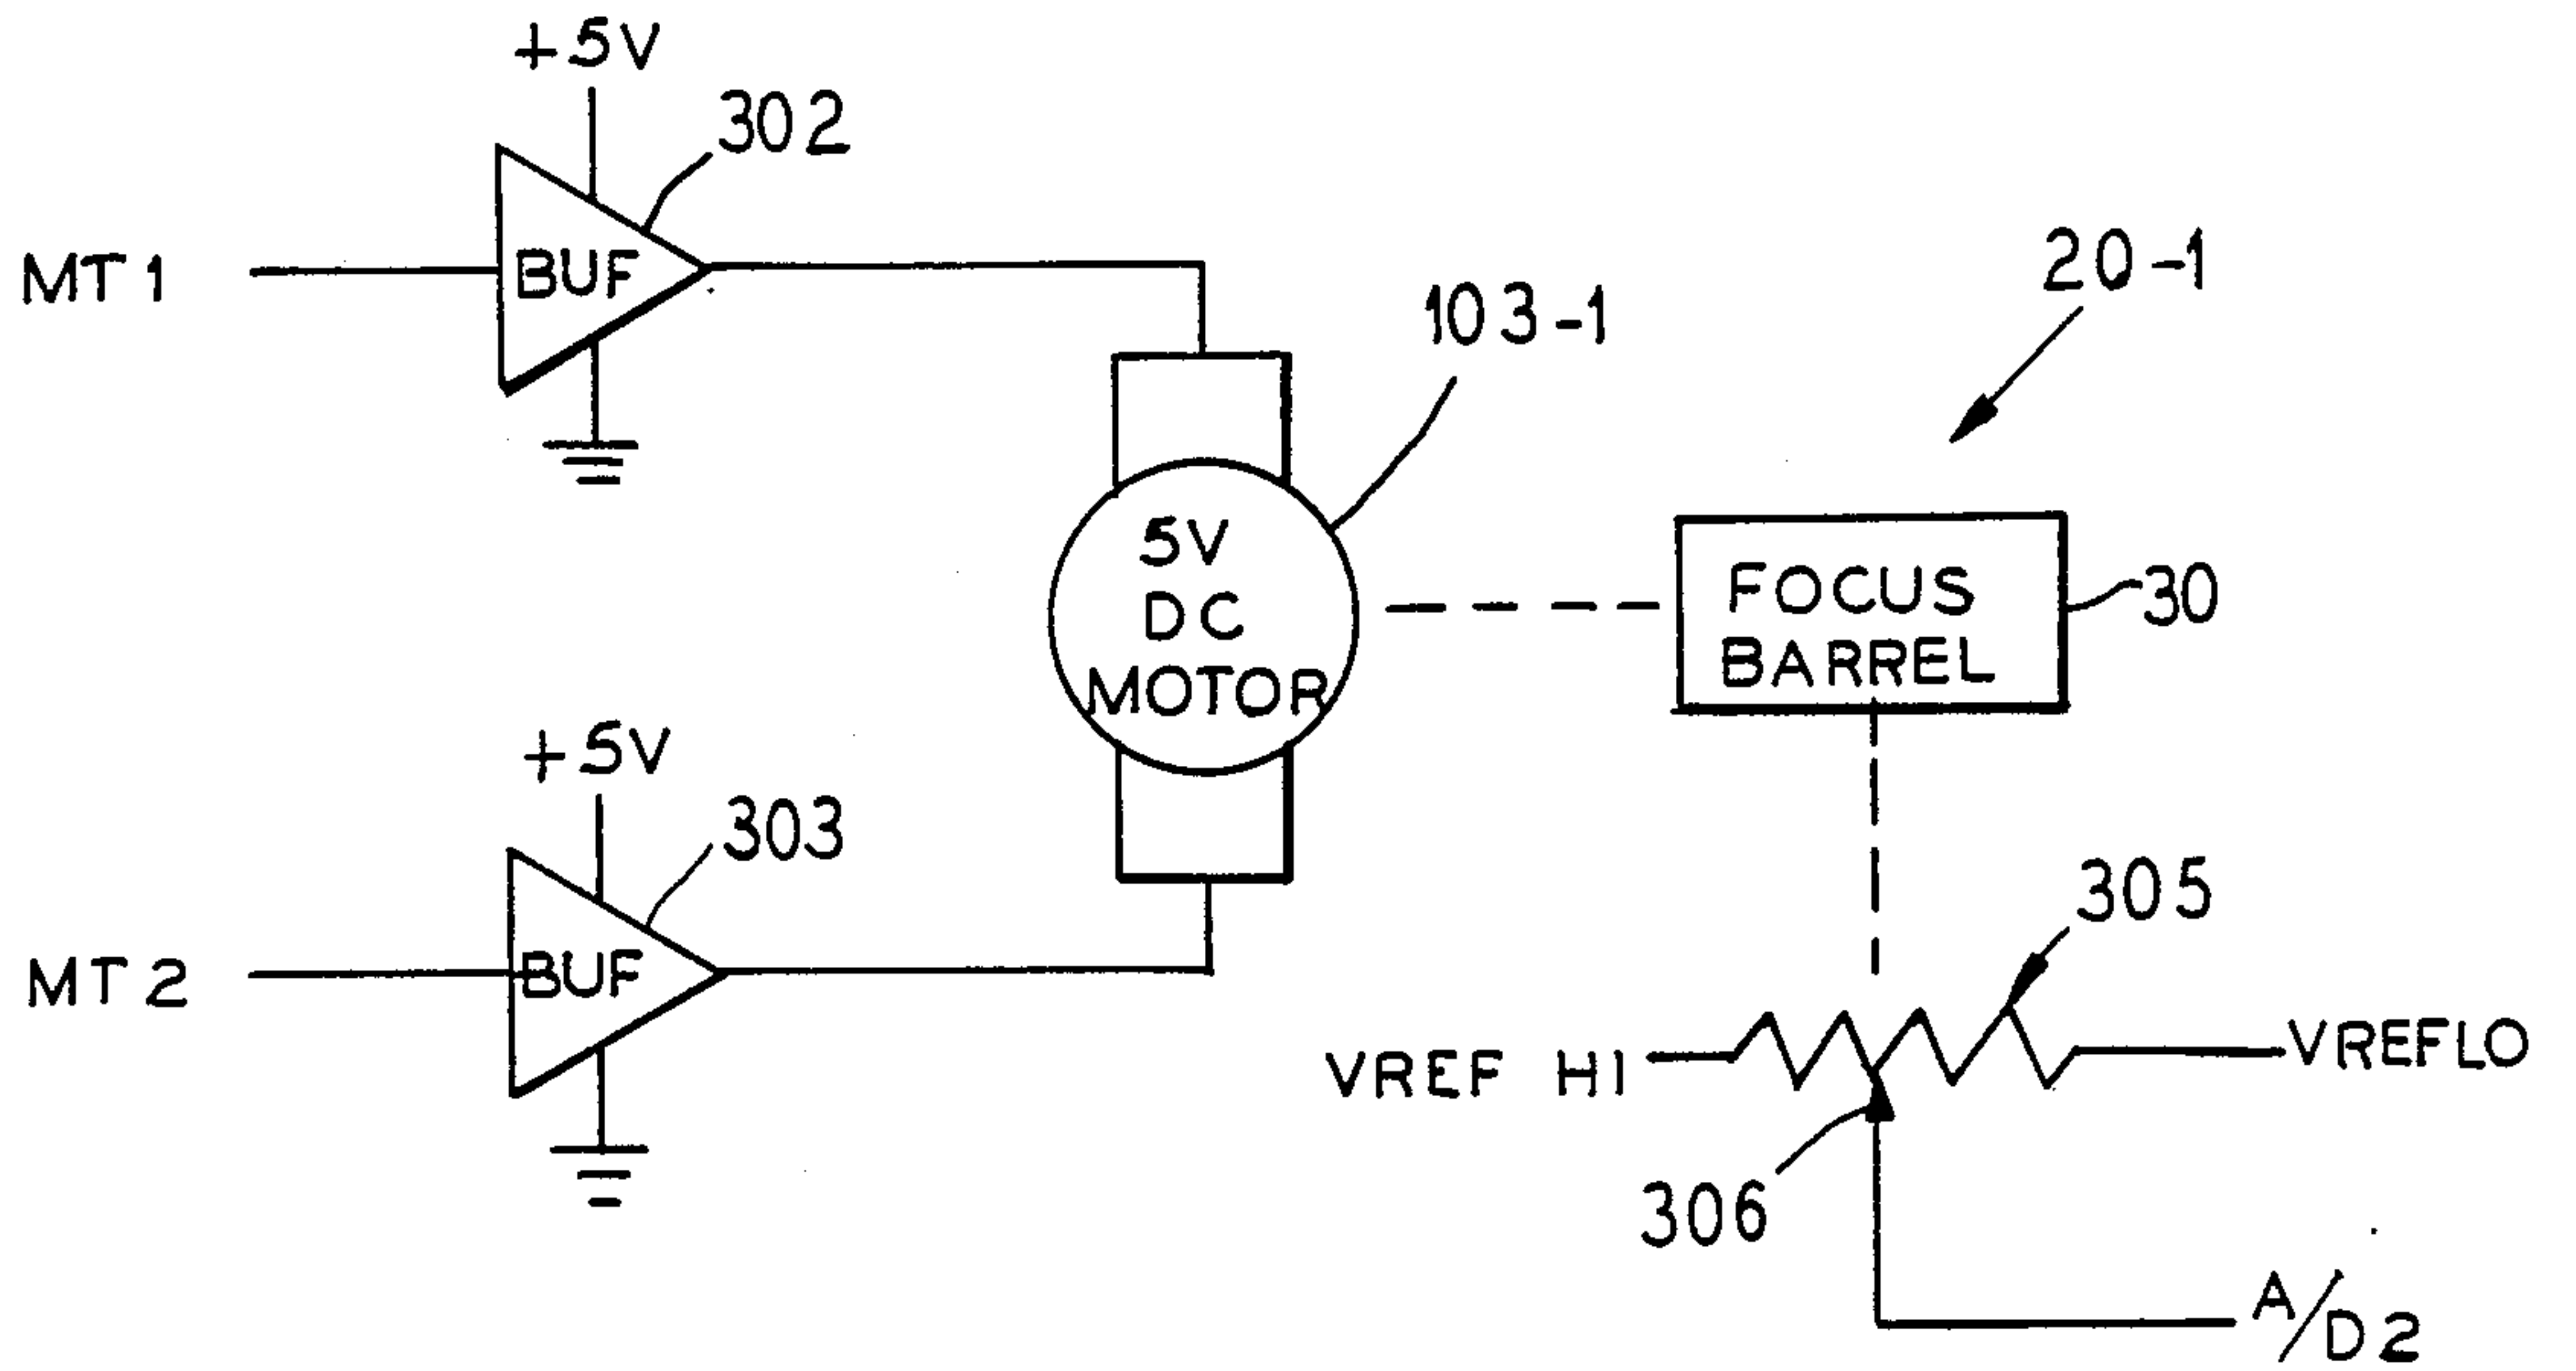 +5V
302
MT1
BUF
20-1
103-1
5V
DC
MOTOR
FOCUS
BARREL
30
+5V
303
MT2
BUF
305
VREF HI
VREFLO
306
A/D2